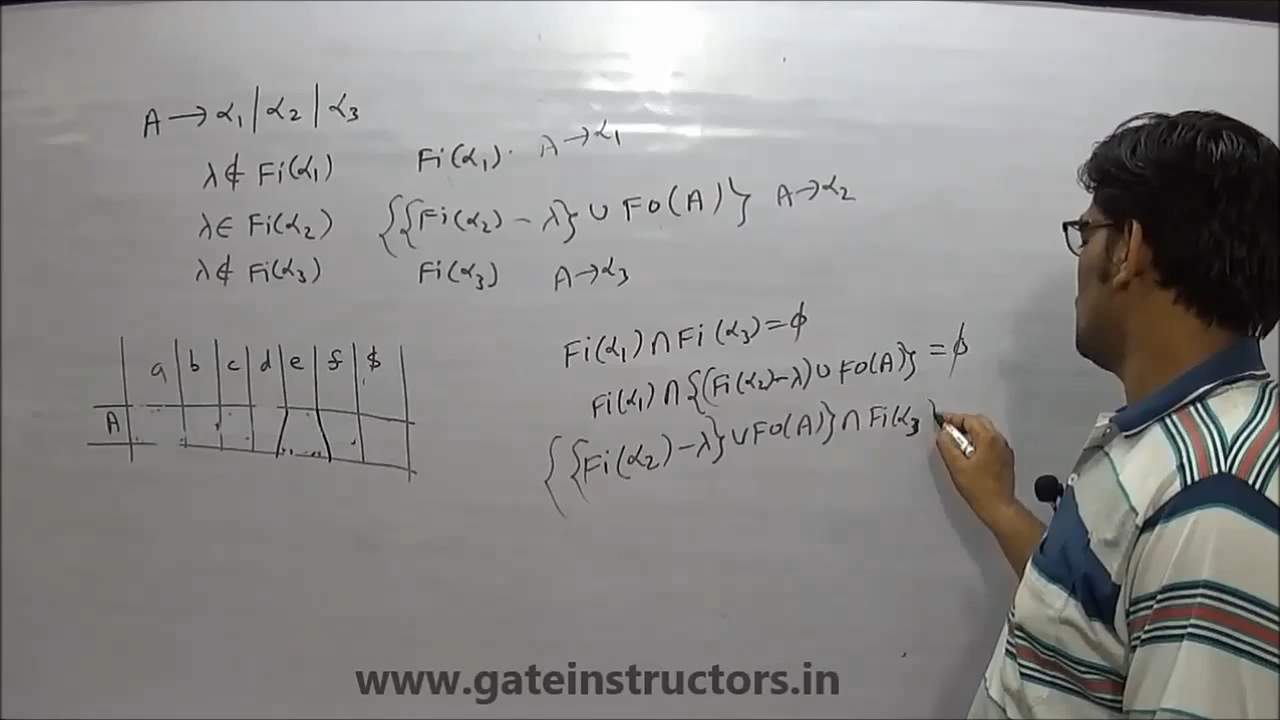 A → α₁ | α₂ | α₃
λ ∉ Fi(α₁) Fi(α₁). A → α₁
λ ∈ Fi(α₂) {{Fi(α₂) − λ} ∪ Fo(A)} A → α₂
λ ∉ Fi(α₃) Fi(α₃) A → α₃
a b c d e f $
A
Fi(α₁) ∩ Fi(α₃) = ϕ
Fi(α₁) ∩ {(Fi(α₂) − λ) ∪ Fo(A)} = ϕ
{{Fi(α₂) − λ} ∪ Fo(A)} ∩ Fi(α₃)
www.gateinstructors.in